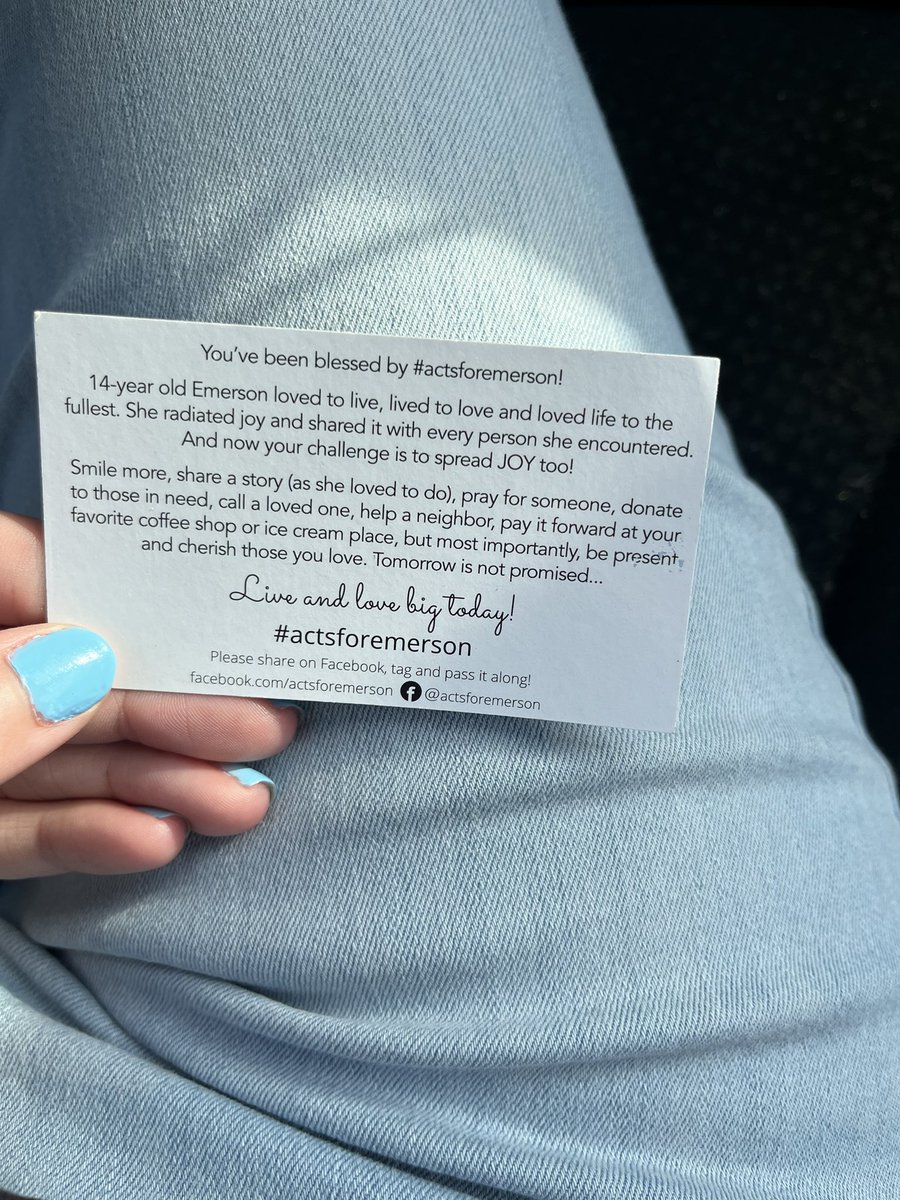 You've been blessed by #actsforemerson!
14-year old Emerson loved to live, lived to love and loved life to the
fullest. She radiated joy and shared it with every person she encountered.
And now your challenge is to spread JOY too!
Smile more, share a story (as she loved to do), pray for someone, donate
to those in need, call a loved one, help a neighbor, pay it forward at your
favorite coffee shop or ice cream place, but most importantly, be present
and cherish those you love. Tomorrow is not promised...
Live and love big today!
#actsforemerson
Please share on Facebook, tag and pass it along!
facebook.com/actsforemerson f @actsforemerson